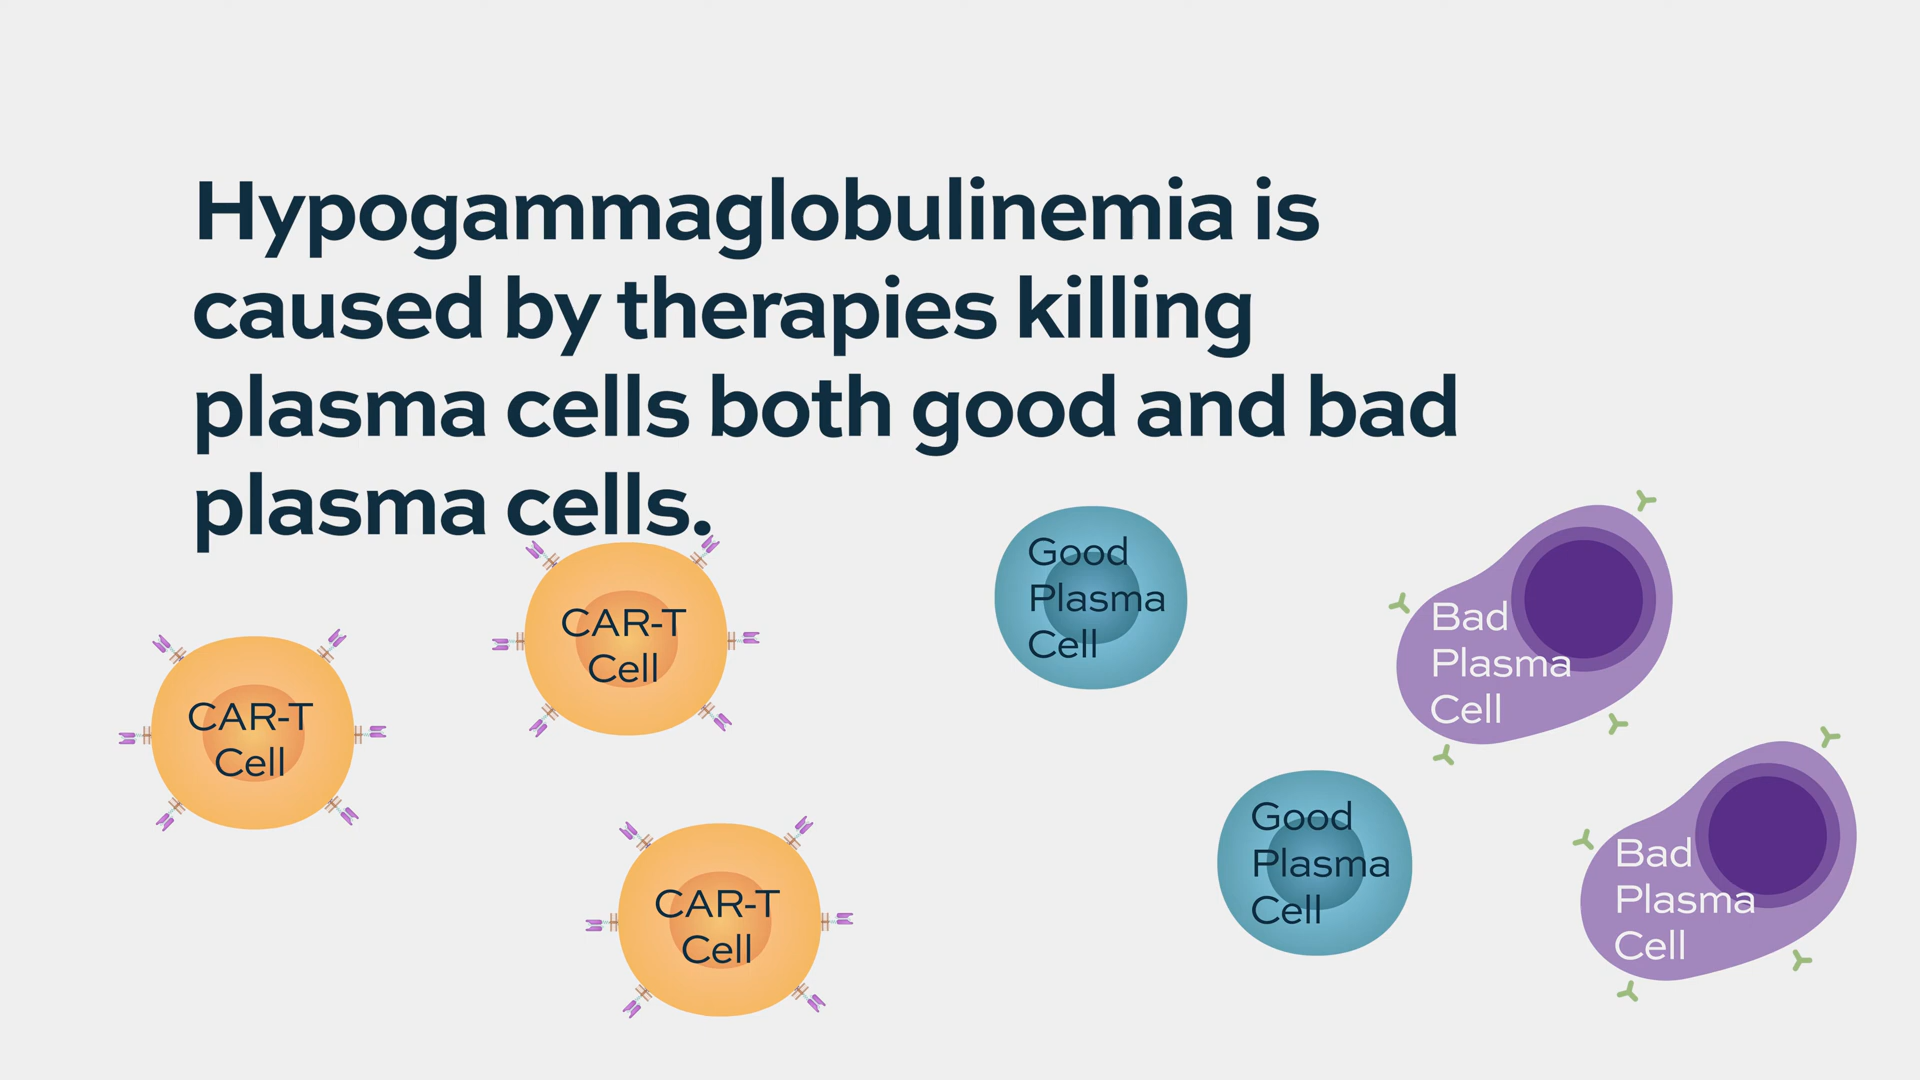 Hypogammaglobulinemia is
caused by therapies killing
plasma cells both good and bad
plasma cells.
CAR-T
Cell
CAR-T
Cell
CAR-T
Cell
Good
Plasma
Cell
Good
Plasma
Cell
Bad
Plasma
Cell
Bad
Plasma
Cell